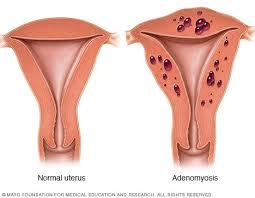 Normal uterus
Adenomyosis
© MAYO FOUNDATION FOR MEDICAL EDUCATION AND RESEARCH. ALL RIGHTS RESERVED.